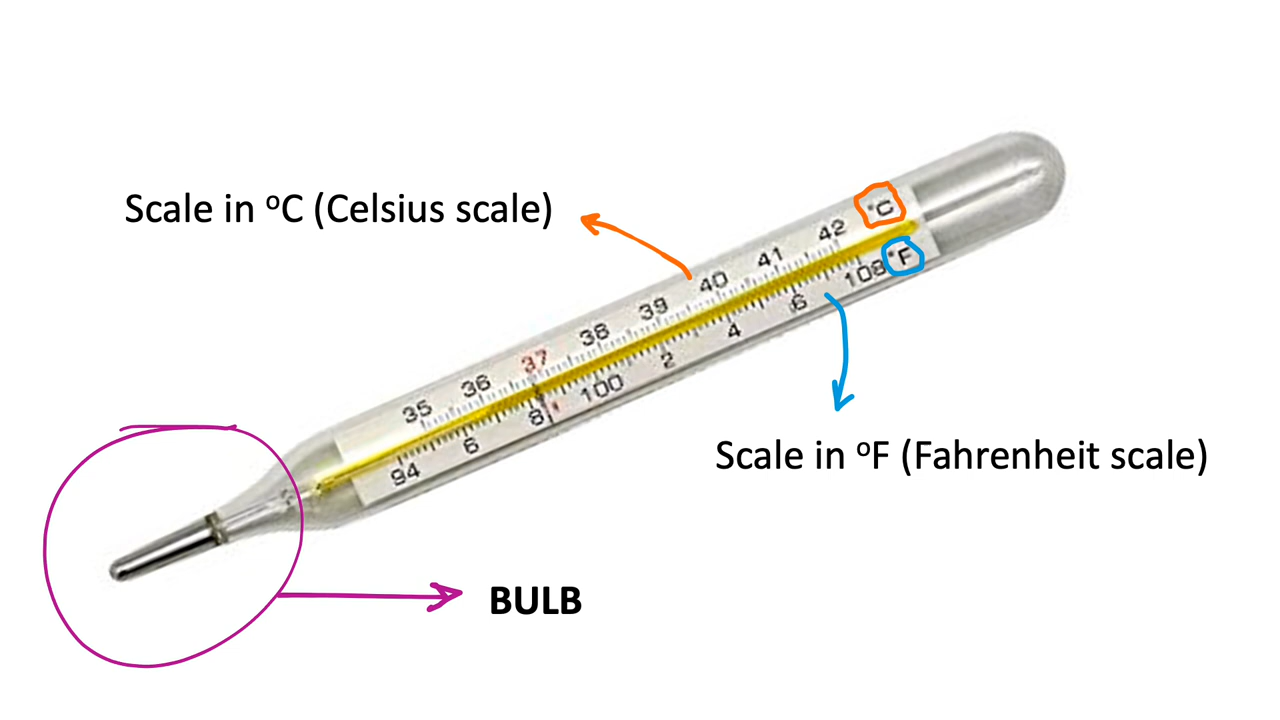 Scale in °C (Celsius scale)
°C
35 36 37 38 39 40 41 42
94 6 8 100 2 4 6 108 °F
Scale in °F (Fahrenheit scale)
BULB